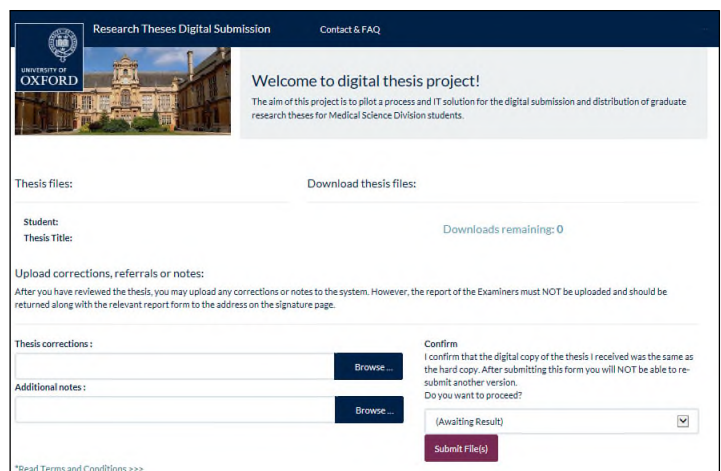 Research Theses Digital Submission
Contact & FAQ
UNIVERSITY OF
OXFORD
Welcome to digital thesis project!
The aim of this project is to pilot a process and IT solution for the digital submission and distribution of graduate
research theses for Medical Science Division students.
Thesis files:
Download thesis files:
Student:
Thesis Title:
Downloads remaining: 0
Upload corrections, referrals or notes:
After you have reviewed the thesis, you may upload any corrections or notes to the system. However, the report of the Examiners must NOT be uploaded and should be
returned along with the relevant report form to the address on the signature page.
Thesis corrections :
Browse ...
Additional notes :
Browse ...
Confirm
I confirm that the digital copy of the thesis I received was the same as
the hard copy. After submitting this form you will NOT be able to re-
submit another version.
Do you want to proceed?
(Awaiting Result)
Submit File(s)
*Read Terms and Conditions >>>